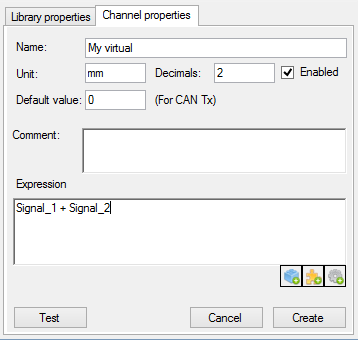 Library properties Channel properties
Name: My virtual
Unit: mm Decimals: 2 Enabled
Default value: 0 (For CAN Tx)
Comment:
Expression
Signal_1 + Signal_2
Test Cancel Create